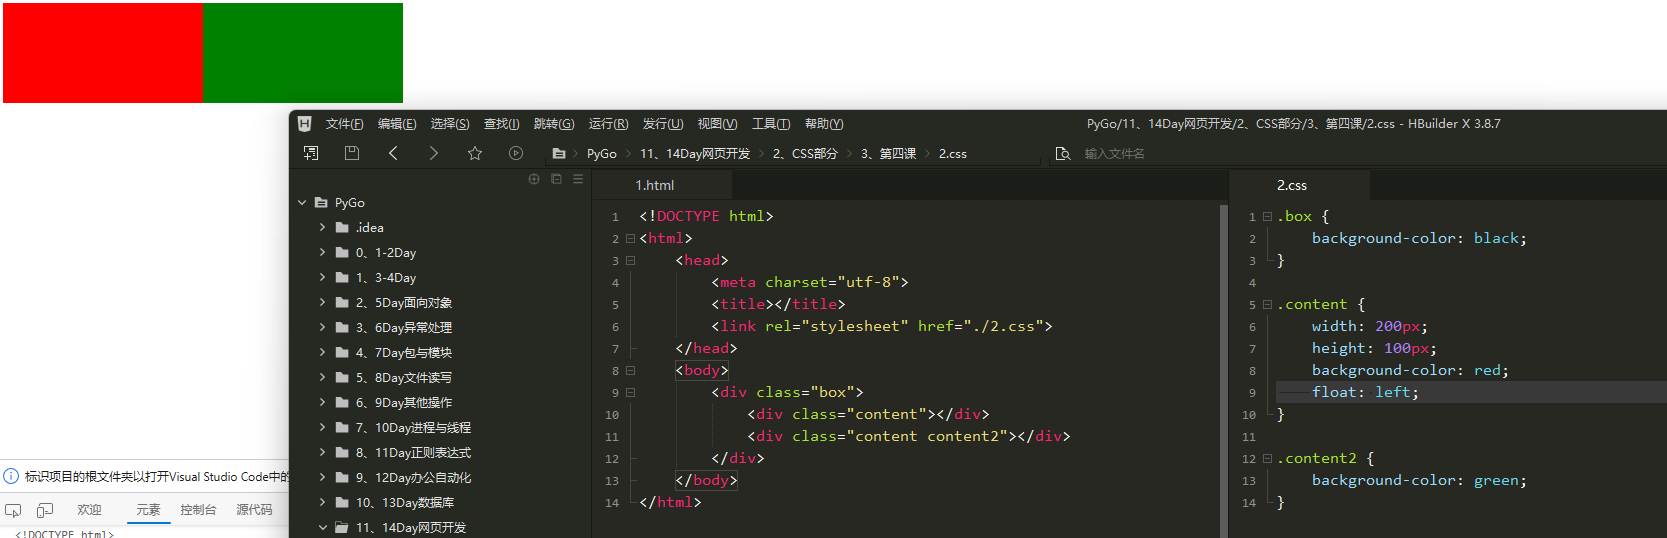 文件(F) 编辑(E) 选择(S) 查找(I) 跳转(G) 运行(R) 发行(U) 视图(V) 工具(T) 帮助(Y) PyGo/11、14Day网页开发/2、CSS部分/3、第四课/2.css - HBuilder X 3.8.7
PyGo 11、14Day网页开发 2、CSS部分 3、第四课 2.css 输入文件名
PyGo
.idea
0、1-2Day
1、3-4Day
2、5Day面向对象
3、6Day异常处理
4、7Day包与模块
5、8Day文件读写
6、9Day其他操作
7、10Day进程与线程
8、11Day正则表达式
9、12Day办公自动化
10、13Day数据库
11、14Day网页开发
1.html
1 <!DOCTYPE html>
2 <html>
3 <head>
4 <meta charset="utf-8">
5 <title></title>
6 <link rel="stylesheet" href="./2.css">
7 </head>
8 <body>
9 <div class="box">
10 <div class="content"></div>
11 <div class="content content2"></div>
12 </div>
13 </body>
14 </html>
2.css
1 .box {
2 background-color: black;
3 }
4
5 .content {
6 width: 200px;
7 height: 100px;
8 background-color: red;
9 float: left;
10 }
11
12 .content2 {
13 background-color: green;
14 }
标识项目的根文件夹以打开Visual Studio Code中的
欢迎 元素 控制台 源代码
<!DOCTYPE html>